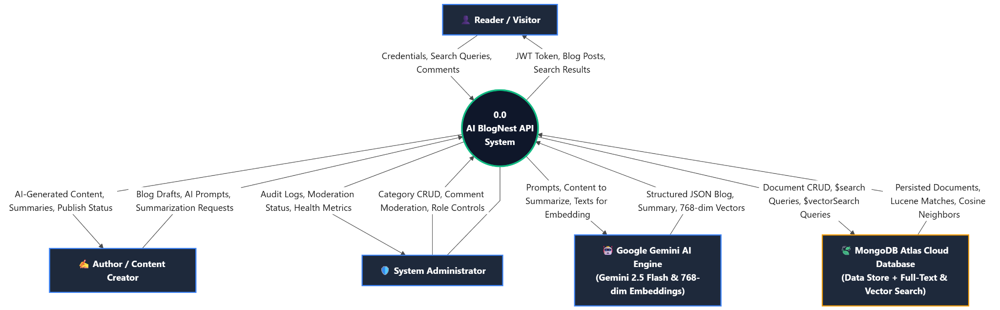 Reader / Visitor
Credentials, Search Queries,
Comments
JWT Token, Blog Posts,
Search Results
0.0
AI BlogNest API
System
AI-Generated Content,
Summaries, Publish Status
Blog Drafts, AI Prompts,
Summarization Requests
Audit Logs, Moderation
Status, Health Metrics
Category CRUD, Comment
Moderation, Role Controls
Prompts, Content to
Summarize, Texts for
Embedding
Structured JSON Blog,
Summary, 768-dim Vectors
Document CRUD, $search
Queries, $vectorSearch
Queries
Persisted Documents,
Lucene Matches, Cosine
Neighbors
Author / Content
Creator
System Administrator
Google Gemini AI
Engine
(Gemini 2.5 Flash & 768-
dim Embeddings)
MongoDB Atlas Cloud
Database
(Data Store + Full-Text &
Vector Search)